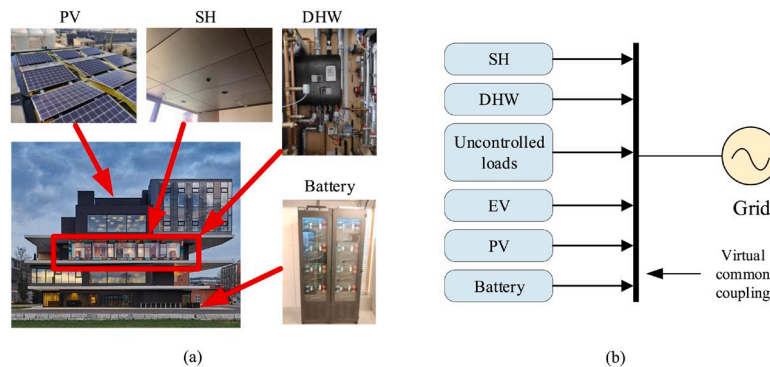 PV
SH
DHW
Battery
(a)
SH
DHW
Uncontrolled
loads
EV
PV
Battery
Grid
Virtual
common
coupling
(b)